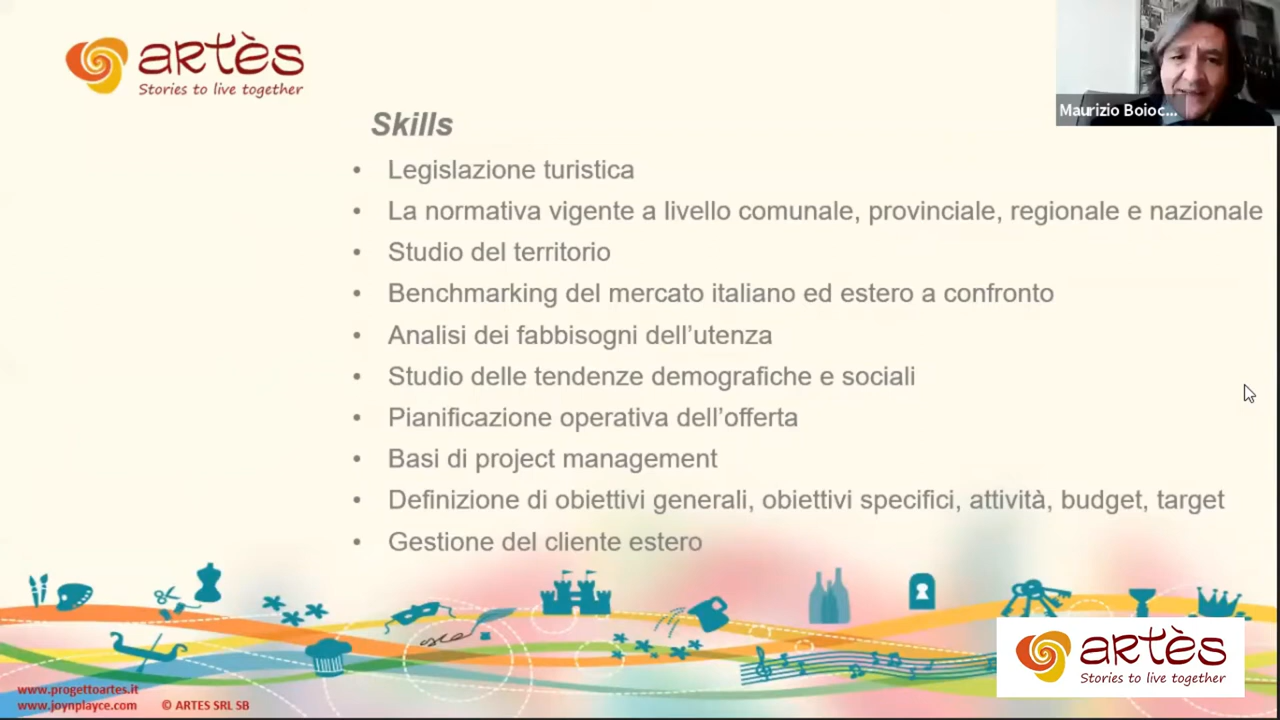 artès
Stories to live together
Maurizio Boioc...
Skills
• Legislazione turistica
• La normativa vigente a livello comunale, provinciale, regionale e nazionale
• Studio del territorio
• Benchmarking del mercato italiano ed estero a confronto
• Analisi dei fabbisogni dell’utenza
• Studio delle tendenze demografiche e sociali
• Pianificazione operativa dell’offerta
• Basi di project management
• Definizione di obiettivi generali, obiettivi specifici, attività, budget, target
• Gestione del cliente estero
artès
Stories to live together
www.progettoartes.it
www.joynplayce.com © ARTES SRL SB